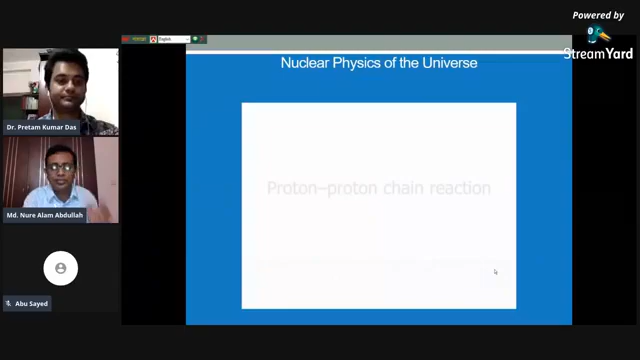 Powered by
StreamYard
English
Nuclear Physics of the Universe
Proton–proton chain reaction
Dr. Pretam Kumar Das
Md. Nure Alam Abdullah
Abu Sayed